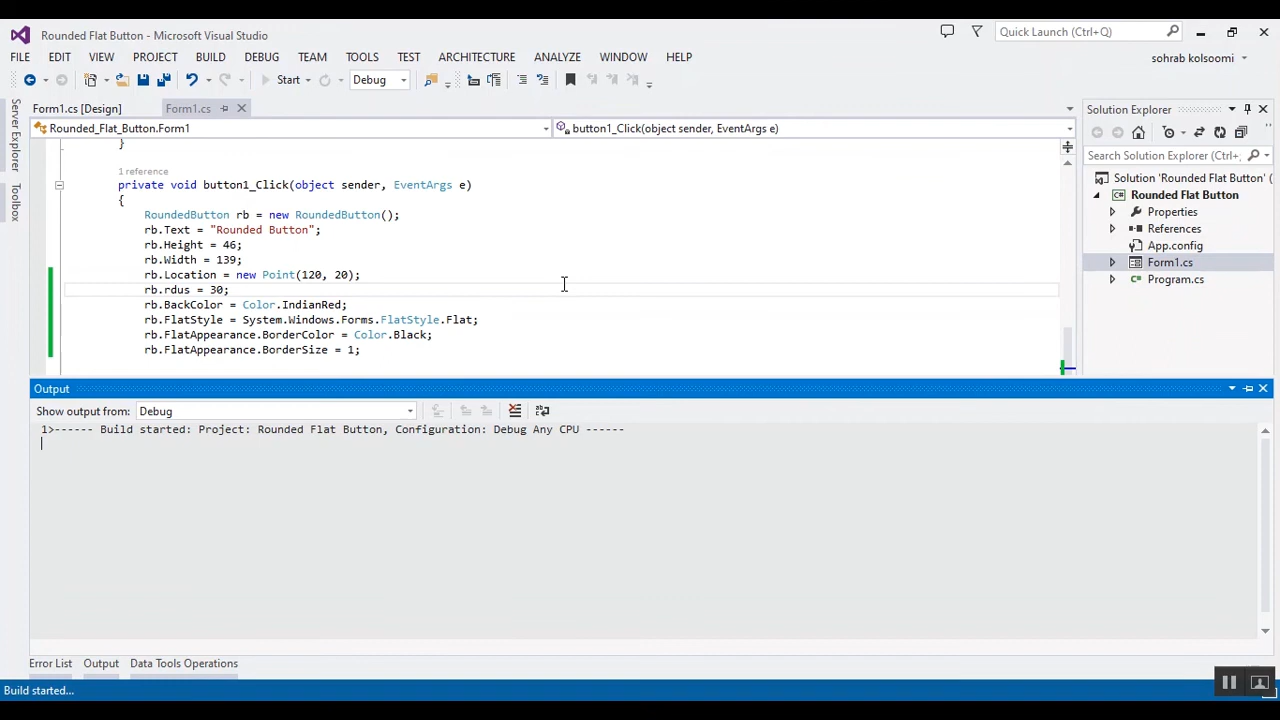 Rounded Flat Button - Microsoft Visual Studio
Quick Launch (Ctrl+Q)
FILE EDIT VIEW PROJECT BUILD DEBUG TEAM TOOLS TEST ARCHITECTURE ANALYZE WINDOW HELP
sohrab kolsoomi
Start Debug
Server Explorer
Toolbox
Form1.cs [Design] Form1.cs
Rounded_Flat_Button.Form1 button1_Click(object sender, EventArgs e)
}
1 reference
private void button1_Click(object sender, EventArgs e)
{
RoundedButton rb = new RoundedButton();
rb.Text = "Rounded Button";
rb.Height = 46;
rb.Width = 139;
rb.Location = new Point(120, 20);
rb.rdus = 30;
rb.BackColor = Color.IndianRed;
rb.FlatStyle = System.Windows.Forms.FlatStyle.Flat;
rb.FlatAppearance.BorderColor = Color.Black;
rb.FlatAppearance.BorderSize = 1;
Solution Explorer
Search Solution Explorer (Ctrl+;
Solution 'Rounded Flat Button' (
Rounded Flat Button
Properties
References
App.config
Form1.cs
Program.cs
Output
Show output from: Debug
1>------ Build started: Project: Rounded Flat Button, Configuration: Debug Any CPU ------
Error List Output Data Tools Operations
Build started...